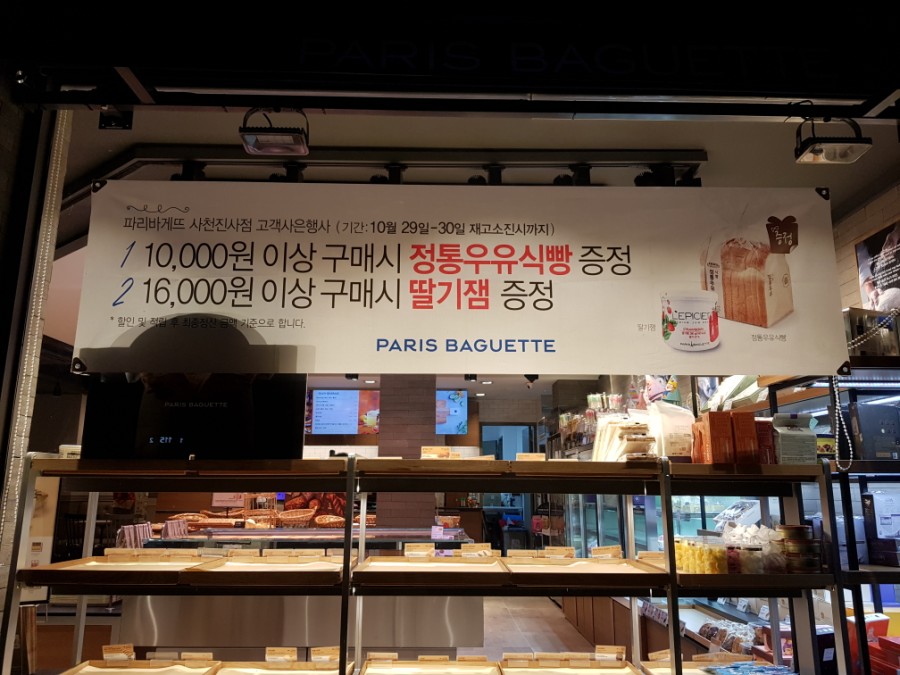 PARIS BAGUETTE
파리바게뜨 사천진사점 고객사은행사 (기간:10월 29일-30일 재고소진시까지)
1 10,000원 이상 구매시 정통우유식빵 증정
2 16,000원 이상 구매시 딸기잼 증정
* 할인 및 적립 후 최종정산 금액 기준으로 합니다.
PARIS BAGUETTE
증정
L'EPICIER
딸기잼
정통우유식빵
PARIS BAGUETTE